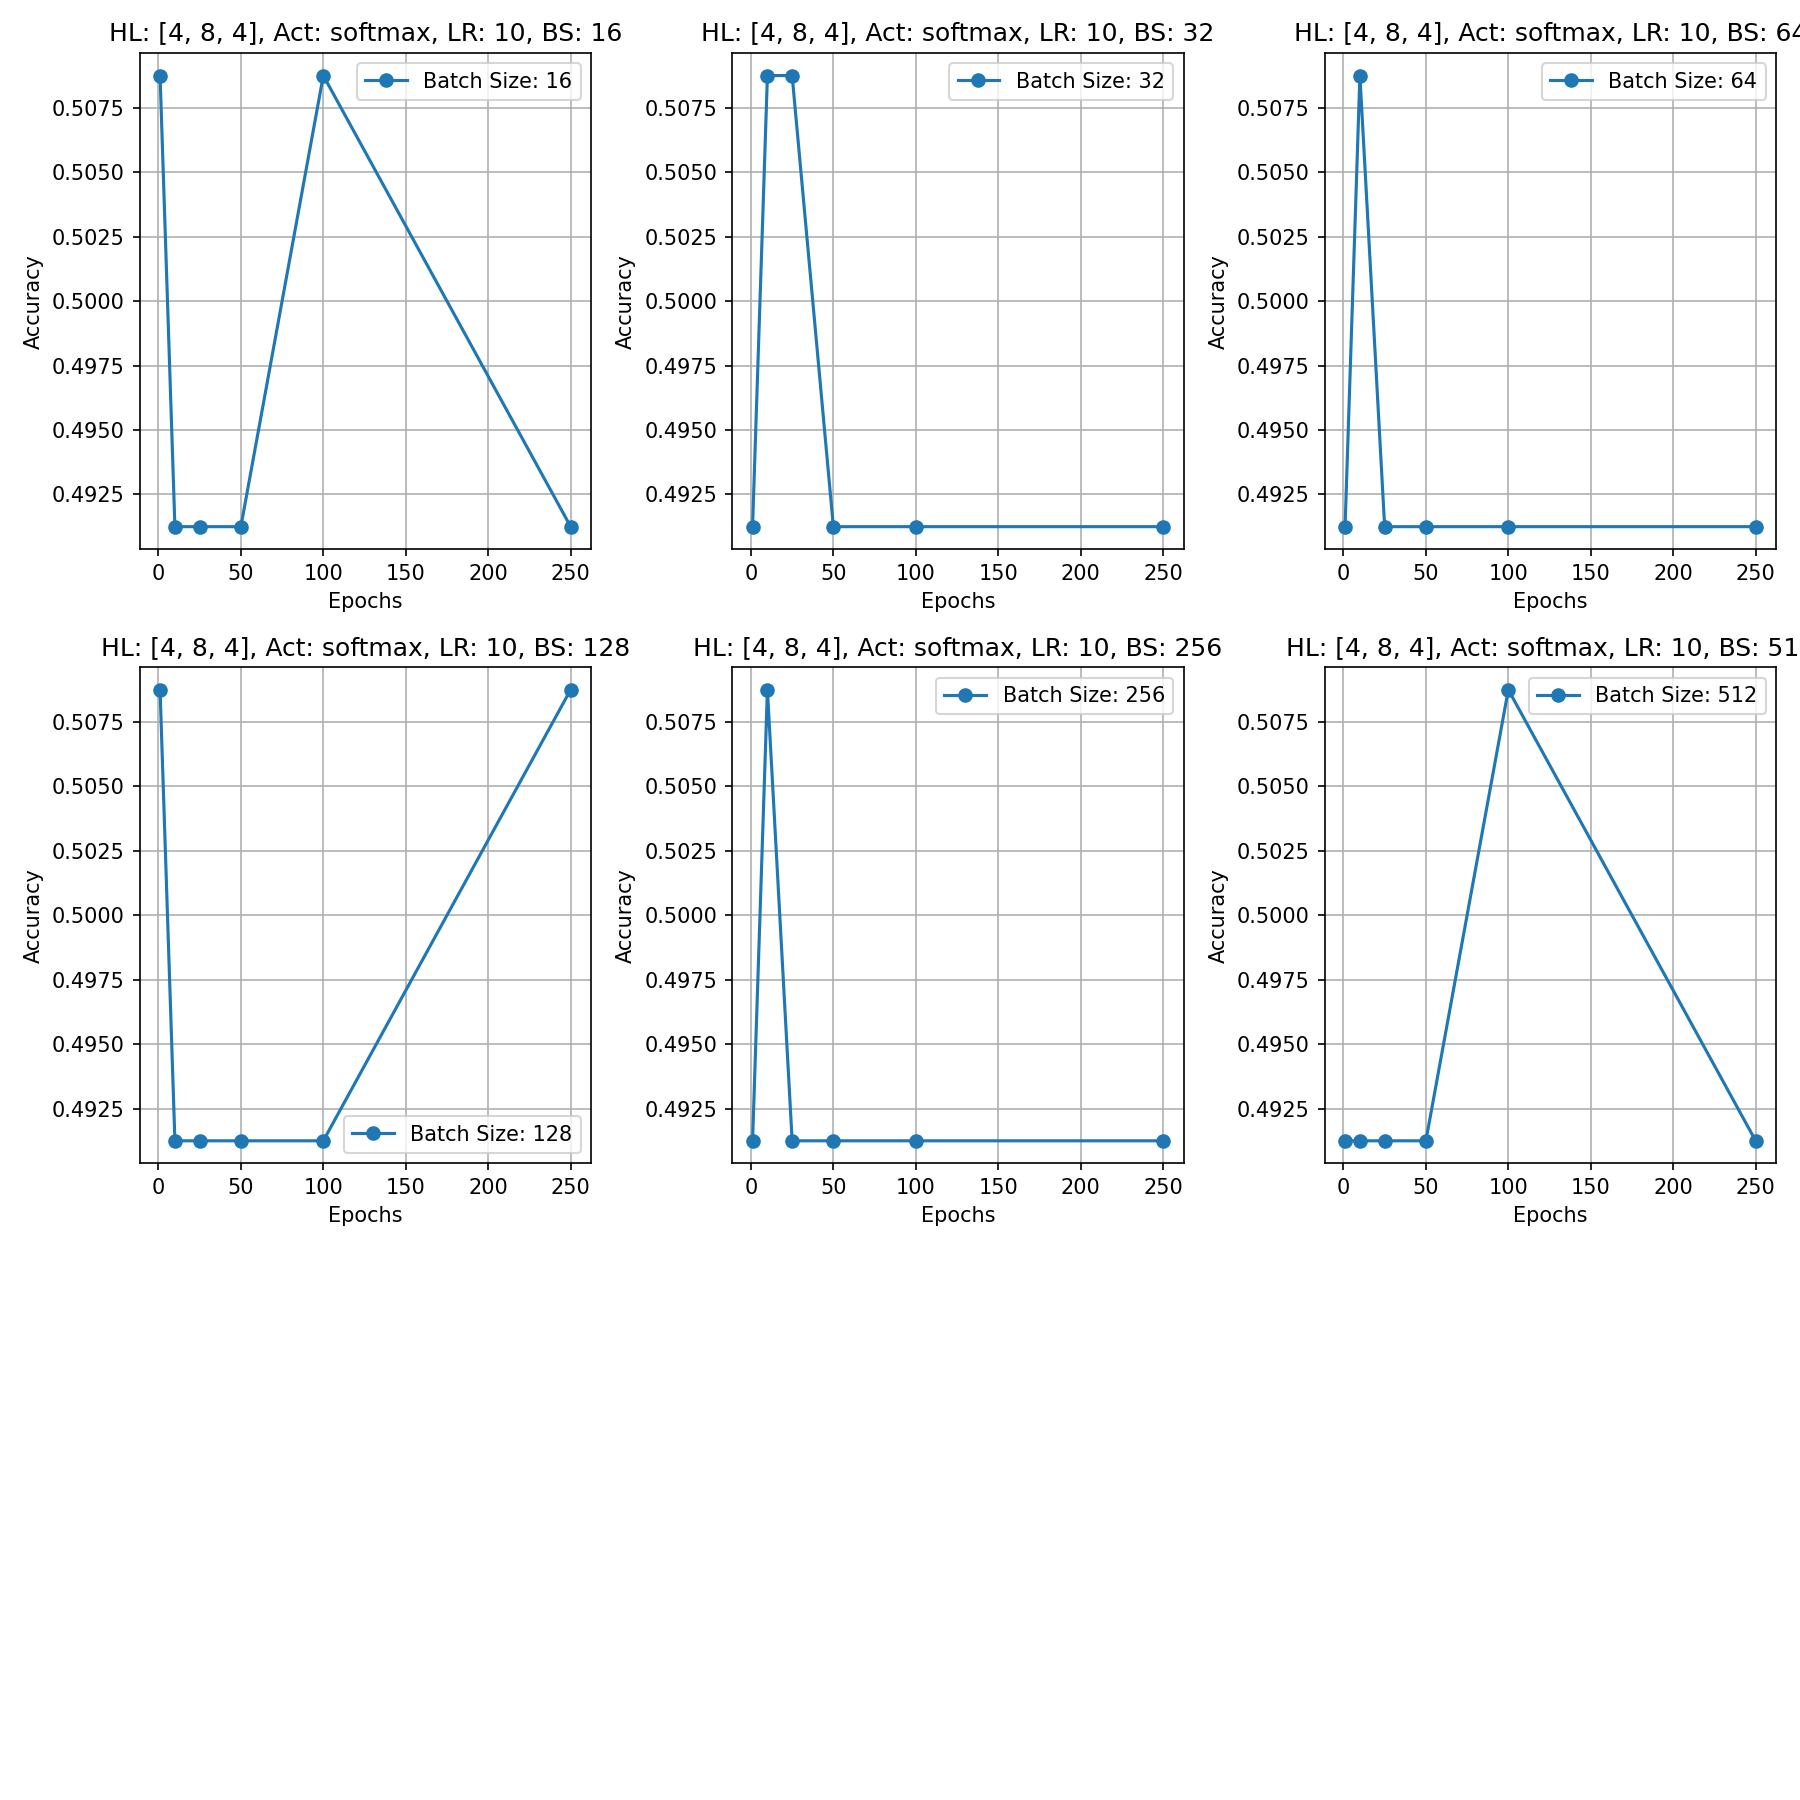 HL: [4, 8, 4], Act: softmax, LR: 10, BS: 16
Batch Size: 16
0.5075
0.5050
0.5025
0.5000
0.4975
0.4950
0.4925
Accuracy
0 50 100 150 200 250
Epochs
HL: [4, 8, 4], Act: softmax, LR: 10, BS: 32
Batch Size: 32
0.5075
0.5050
0.5025
0.5000
0.4975
0.4950
0.4925
Accuracy
0 50 100 150 200 250
Epochs
HL: [4, 8, 4], Act: softmax, LR: 10, BS: 64
Batch Size: 64
0.5075
0.5050
0.5025
0.5000
0.4975
0.4950
0.4925
Accuracy
0 50 100 150 200 250
Epochs
HL: [4, 8, 4], Act: softmax, LR: 10, BS: 128
0.5075
0.5050
0.5025
0.5000
0.4975
0.4950
0.4925
Batch Size: 128
Accuracy
0 50 100 150 200 250
Epochs
HL: [4, 8, 4], Act: softmax, LR: 10, BS: 256
Batch Size: 256
0.5075
0.5050
0.5025
0.5000
0.4975
0.4950
0.4925
Accuracy
0 50 100 150 200 250
Epochs
HL: [4, 8, 4], Act: softmax, LR: 10, BS: 51
Batch Size: 512
0.5075
0.5050
0.5025
0.5000
0.4975
0.4950
0.4925
Accuracy
0 50 100 150 200 250
Epochs